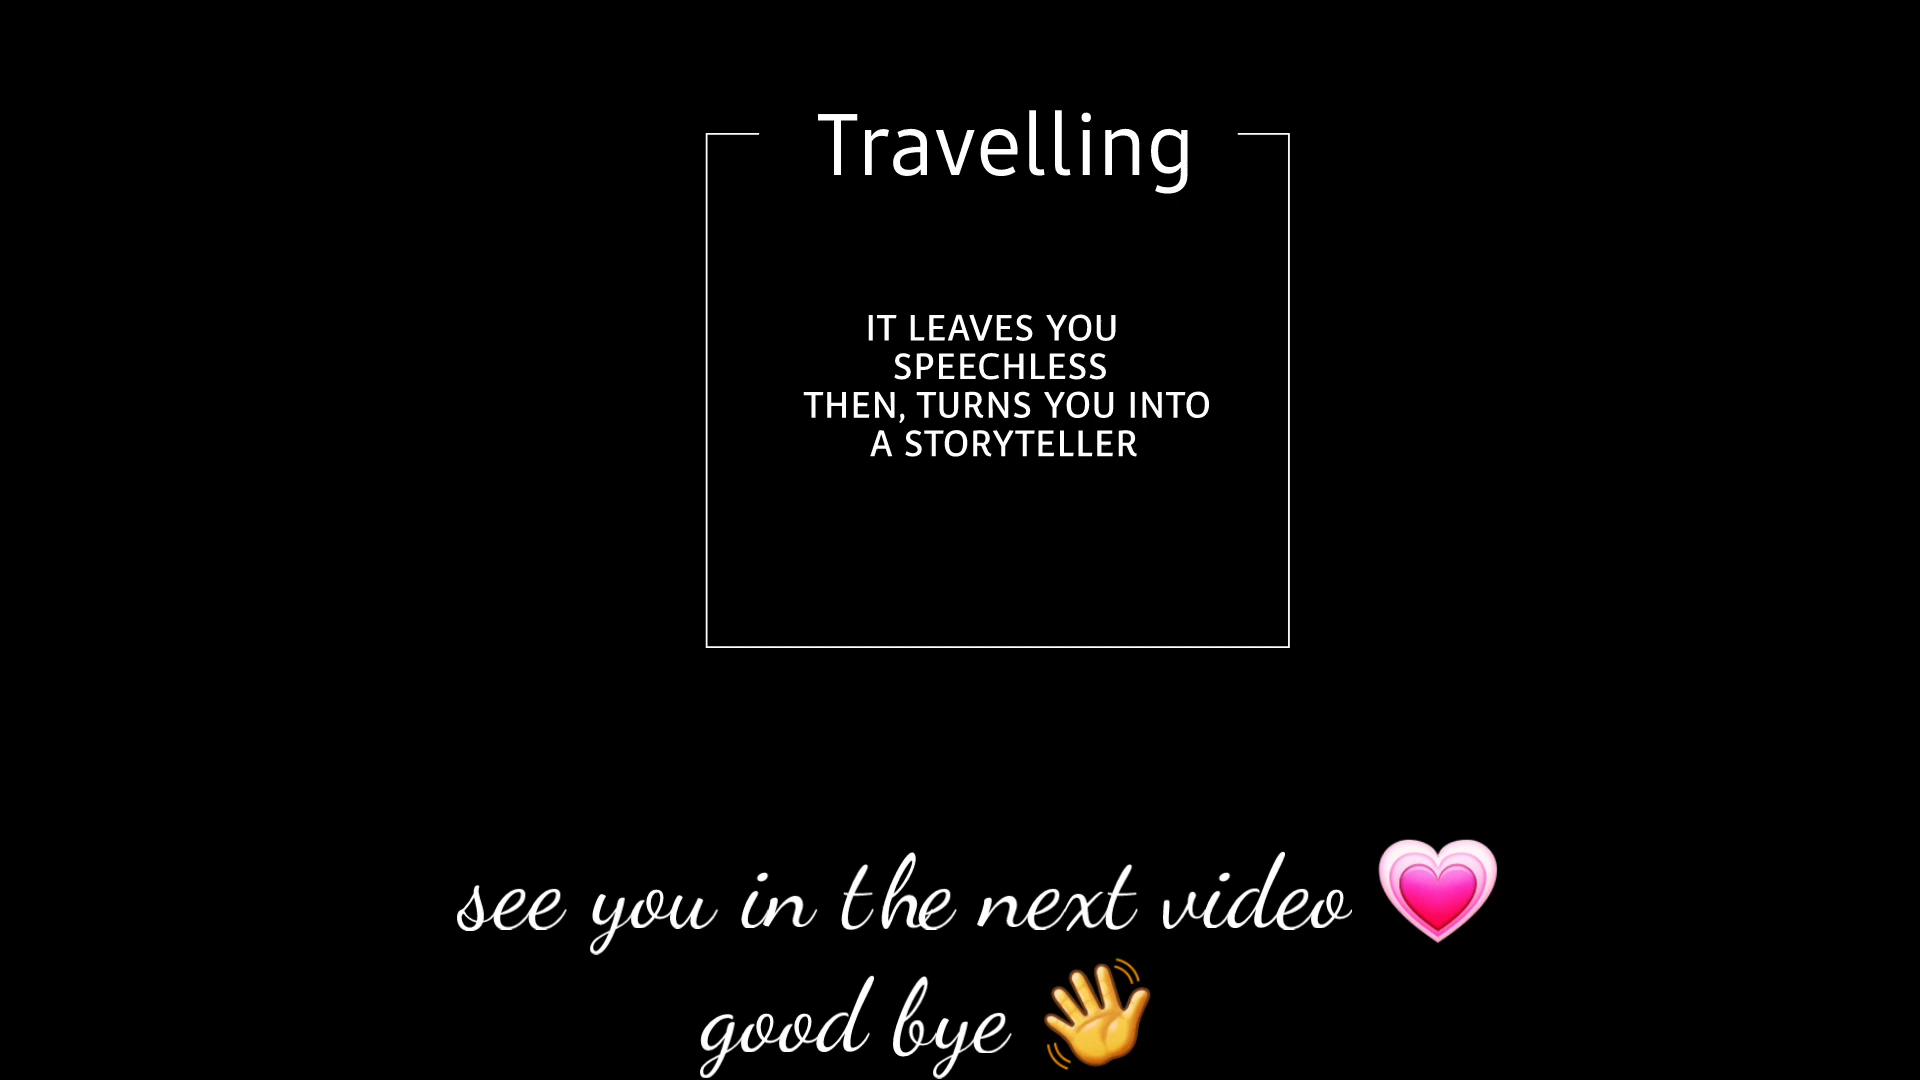 Travelling
IT LEAVES YOU
SPEECHLESS
THEN, TURNS YOU INTO
A STORYTELLER
see you in the next video 💗
good bye 👋